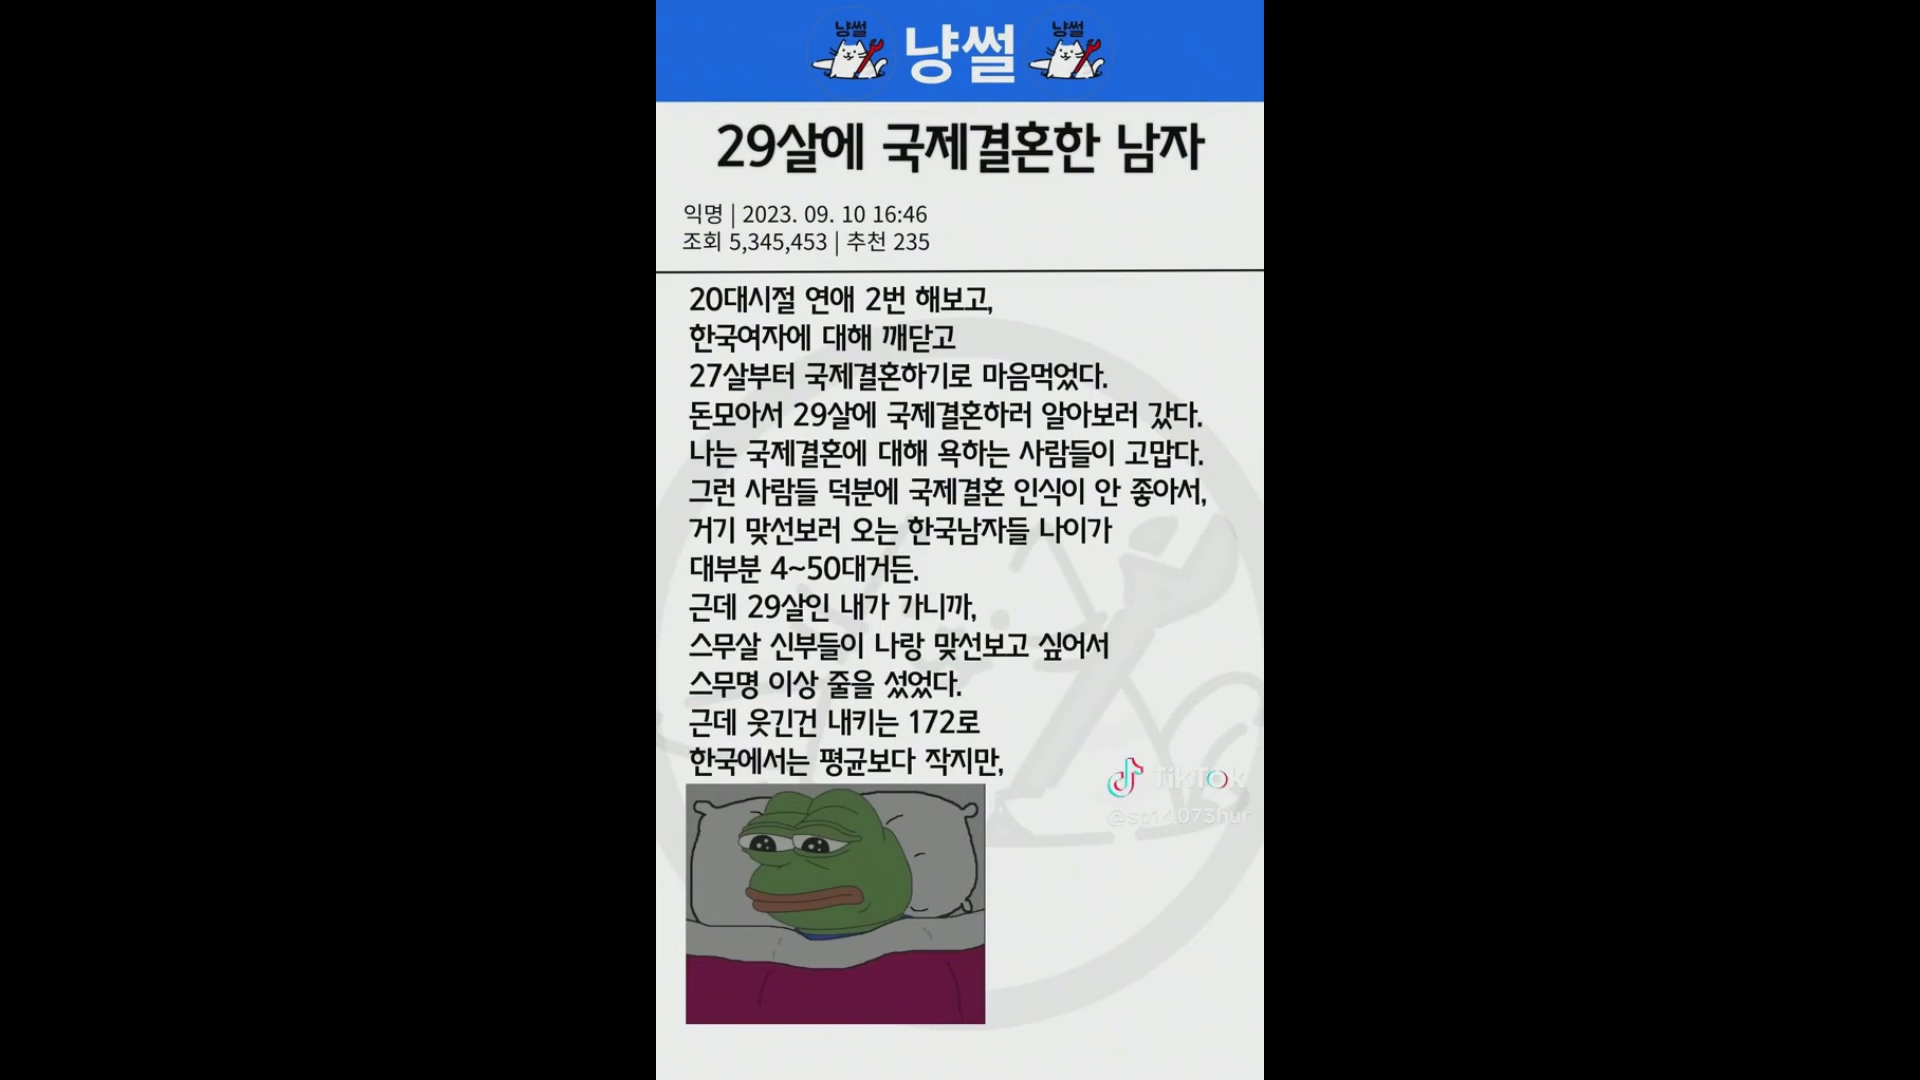 냥썰
냥썰
냥썰
29살에 국제결혼한 남자
익명 | 2023. 09. 10 16:46
조회 5,345,453 | 추천 235
20대시절 연애 2번 해보고,
한국여자에 대해 깨닫고
27살부터 국제결혼하기로 마음먹었다.
돈모아서 29살에 국제결혼하러 알아보러 갔다.
나는 국제결혼에 대해 욕하는 사람들이 고맙다.
그런 사람들 덕분에 국제결혼 인식이 안 좋아서,
거기 맞선보러 오는 한국남자들 나이가
대부분 4~50대거든.
근데 29살인 내가 가니까,
스무살 신부들이 나랑 맞선보고 싶어서
스무명 이상 줄을 섰었다.
근데 웃긴건 내키는 172로
한국에서는 평균보다 작지만,
TikTok
@sp14073hur